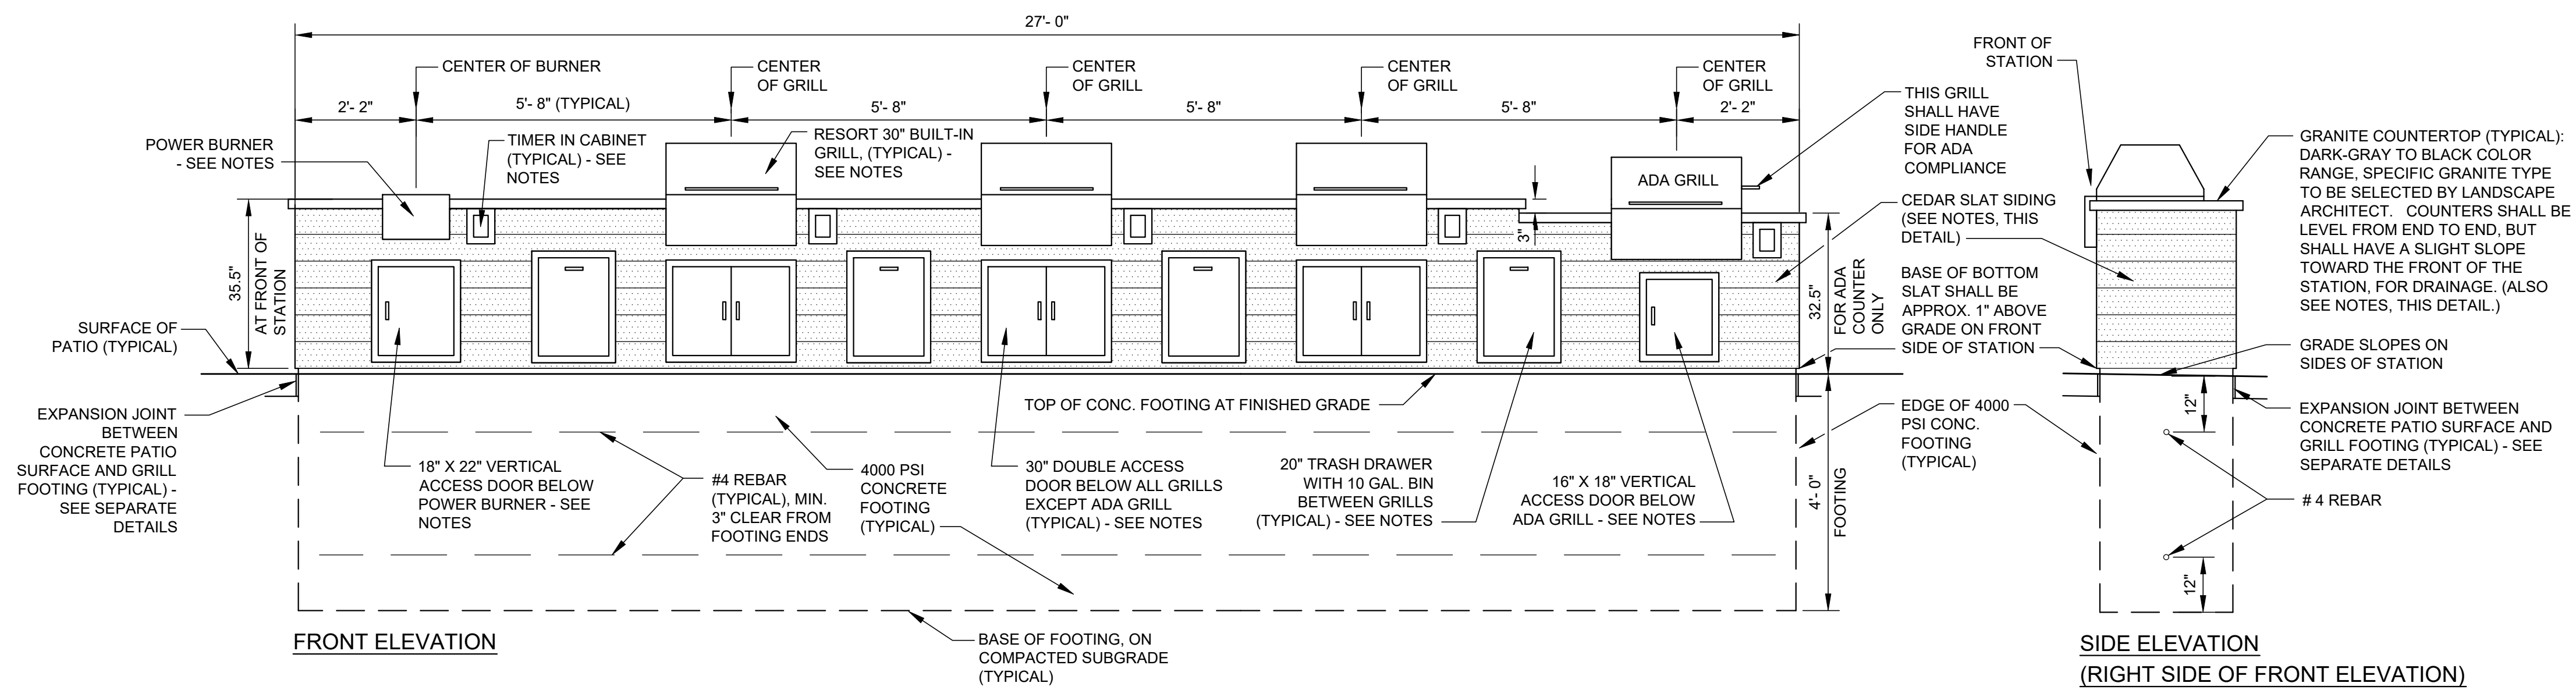 27'- 0"
CENTER OF BURNER
CENTER
OF GRILL
CENTER
OF GRILL
CENTER
OF GRILL
CENTER
OF GRILL
2'- 2"
5'- 8" (TYPICAL)
5'- 8"
5'- 8"
5'- 8"
2'- 2"
POWER BURNER
- SEE NOTES
TIMER IN CABINET
(TYPICAL) - SEE
NOTES
RESORT 30" BUILT-IN
GRILL, (TYPICAL) -
SEE NOTES
ADA GRILL
THIS GRILL
SHALL HAVE
SIDE HANDLE
FOR ADA
COMPLIANCE
CEDAR SLAT SIDING
(SEE NOTES, THIS
DETAIL)
BASE OF BOTTOM
SLAT SHALL BE
APPROX. 1" ABOVE
GRADE ON FRONT
SIDE OF STATION
3"
35.5"
AT FRONT OF
STATION
32.5"
FOR ADA
COUNTER
ONLY
SURFACE OF
PATIO (TYPICAL)
EXPANSION JOINT
BETWEEN
CONCRETE PATIO
SURFACE AND GRILL
FOOTING (TYPICAL) -
SEE SEPARATE
DETAILS
TOP OF CONC. FOOTING AT FINISHED GRADE
18" X 22" VERTICAL
ACCESS DOOR BELOW
POWER BURNER - SEE
NOTES
#4 REBAR
(TYPICAL), MIN.
3" CLEAR FROM
FOOTING ENDS
4000 PSI
CONCRETE
FOOTING
(TYPICAL)
30" DOUBLE ACCESS
DOOR BELOW ALL GRILLS
EXCEPT ADA GRILL
(TYPICAL) - SEE NOTES
20" TRASH DRAWER
WITH 10 GAL. BIN
BETWEEN GRILLS
(TYPICAL) - SEE NOTES
16" X 18" VERTICAL
ACCESS DOOR BELOW
ADA GRILL - SEE NOTES
4'- 0"
FOOTING
EDGE OF 4000
PSI CONC.
FOOTING
(TYPICAL)
BASE OF FOOTING, ON
COMPACTED SUBGRADE
(TYPICAL)
FRONT ELEVATION
FRONT OF
STATION
GRANITE COUNTERTOP (TYPICAL):
DARK-GRAY TO BLACK COLOR
RANGE, SPECIFIC GRANITE TYPE
TO BE SELECTED BY LANDSCAPE
ARCHITECT. COUNTERS SHALL BE
LEVEL FROM END TO END, BUT
SHALL HAVE A SLIGHT SLOPE
TOWARD THE FRONT OF THE
STATION, FOR DRAINAGE. (ALSO
SEE NOTES, THIS DETAIL.)
GRADE SLOPES ON
SIDES OF STATION
12"
EXPANSION JOINT BETWEEN
CONCRETE PATIO SURFACE AND
GRILL FOOTING (TYPICAL) - SEE
SEPARATE DETAILS
# 4 REBAR
12"
SIDE ELEVATION
(RIGHT SIDE OF FRONT ELEVATION)